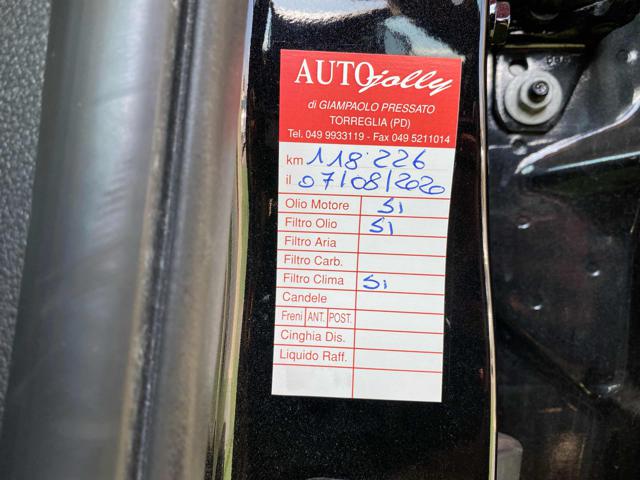 AUTOjolly
di GIAMPAOLO PRESSATO
TORREGLIA (PD)
Tel. 049 9933119 - Fax 049 5211014
km 118.226
il 07/08/2020
Olio Motore Si
Filtro Olio Si
Filtro Aria
Filtro Carb.
Filtro Clima Si
Candele
Freni ANT. POST.
Cinghia Dis.
Liquido Raff.